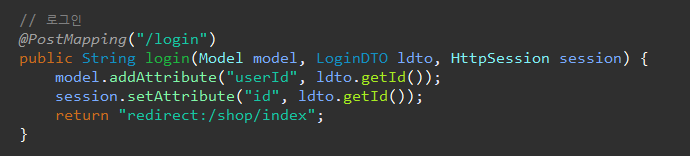 // 로그인
@PostMapping("/login")
public String login(Model model, LoginDTO ldto, HttpSession session) {
    model.addAttribute("userId", ldto.getId());
    session.setAttribute("id", ldto.getId());
    return "redirect:/shop/index";
}